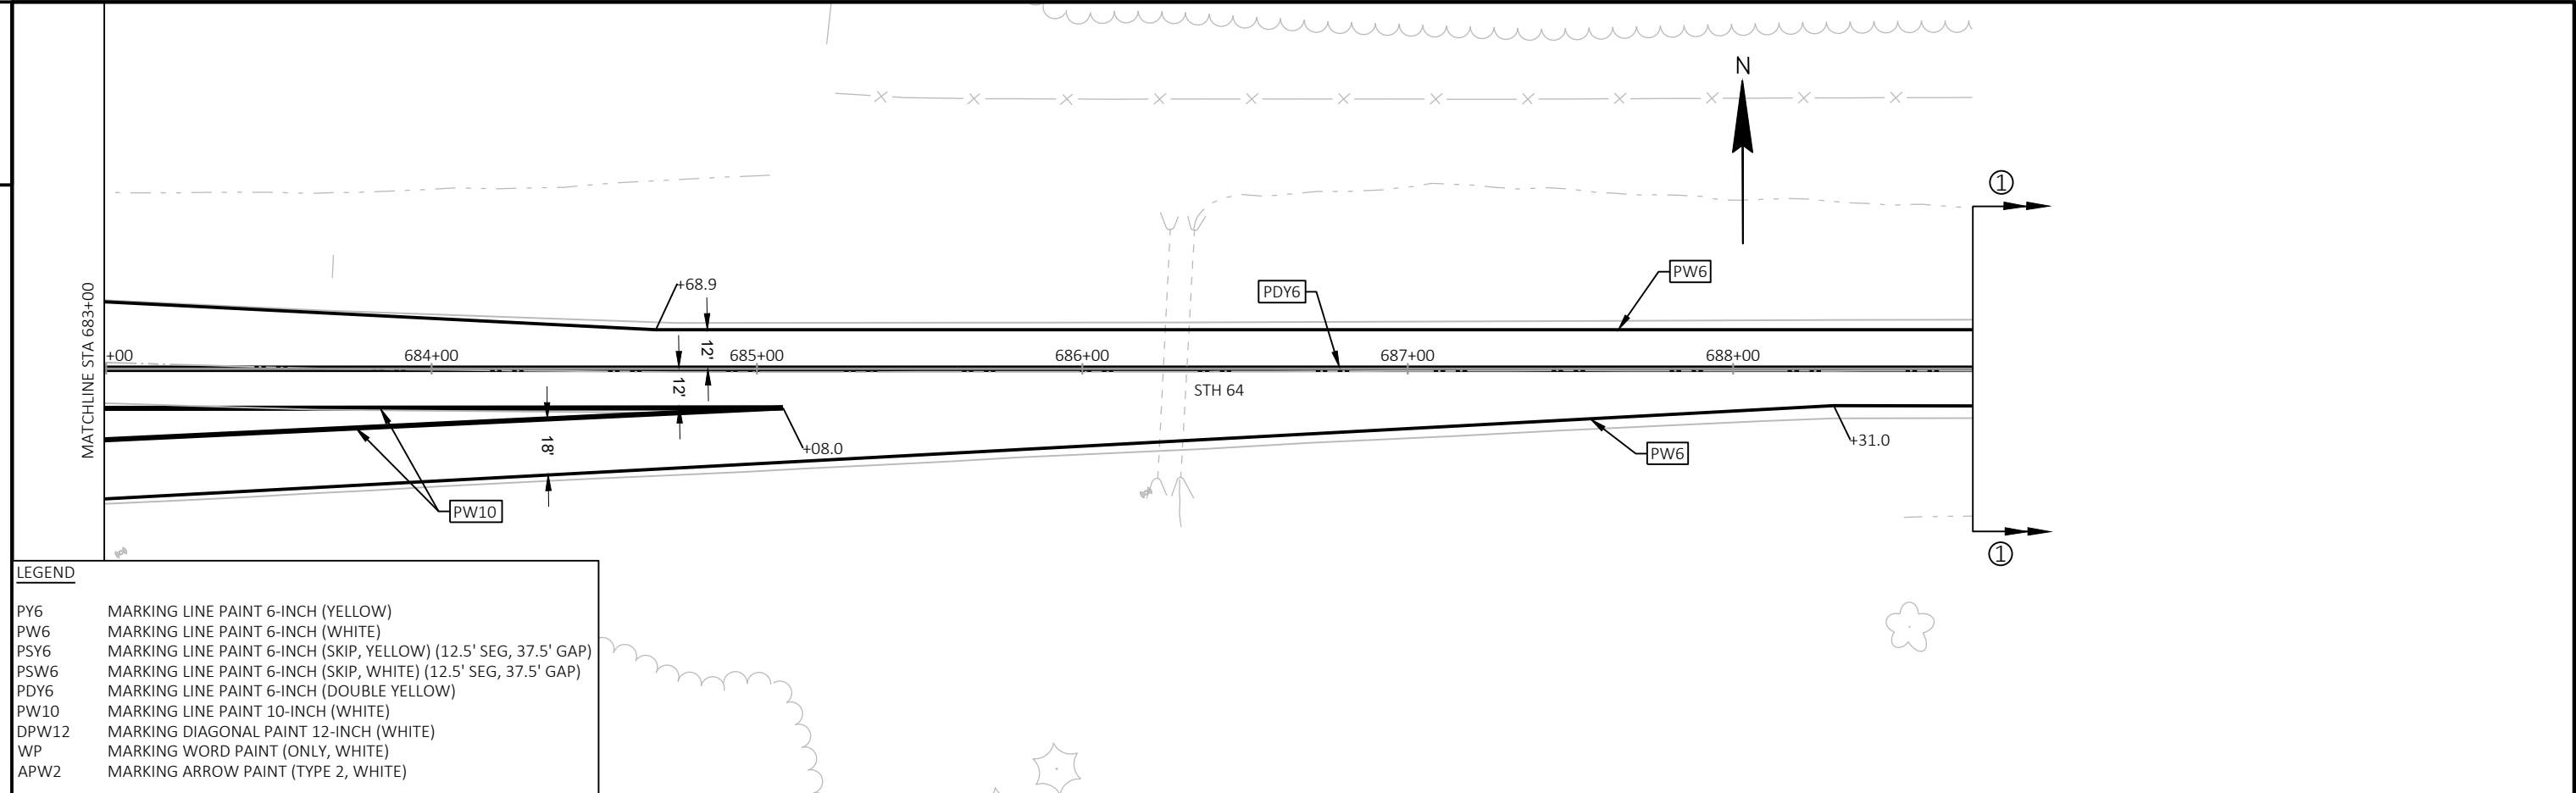 N
①
PW6
+68.9
PDY6
MATCHLINE STA 683+00
+00
684+00
685+00
686+00
687+00
688+00
12'
12'
STH 64
18'
+08.0
+31.0
PW6
PW10
①
LEGEND
PY6 MARKING LINE PAINT 6-INCH (YELLOW)
PW6 MARKING LINE PAINT 6-INCH (WHITE)
PSY6 MARKING LINE PAINT 6-INCH (SKIP, YELLOW) (12.5' SEG, 37.5' GAP)
PSW6 MARKING LINE PAINT 6-INCH (SKIP, WHITE) (12.5' SEG, 37.5' GAP)
PDY6 MARKING LINE PAINT 6-INCH (DOUBLE YELLOW)
PW10 MARKING LINE PAINT 10-INCH (WHITE)
DPW12 MARKING DIAGONAL PAINT 12-INCH (WHITE)
WP MARKING WORD PAINT (ONLY, WHITE)
APW2 MARKING ARROW PAINT (TYPE 2, WHITE)